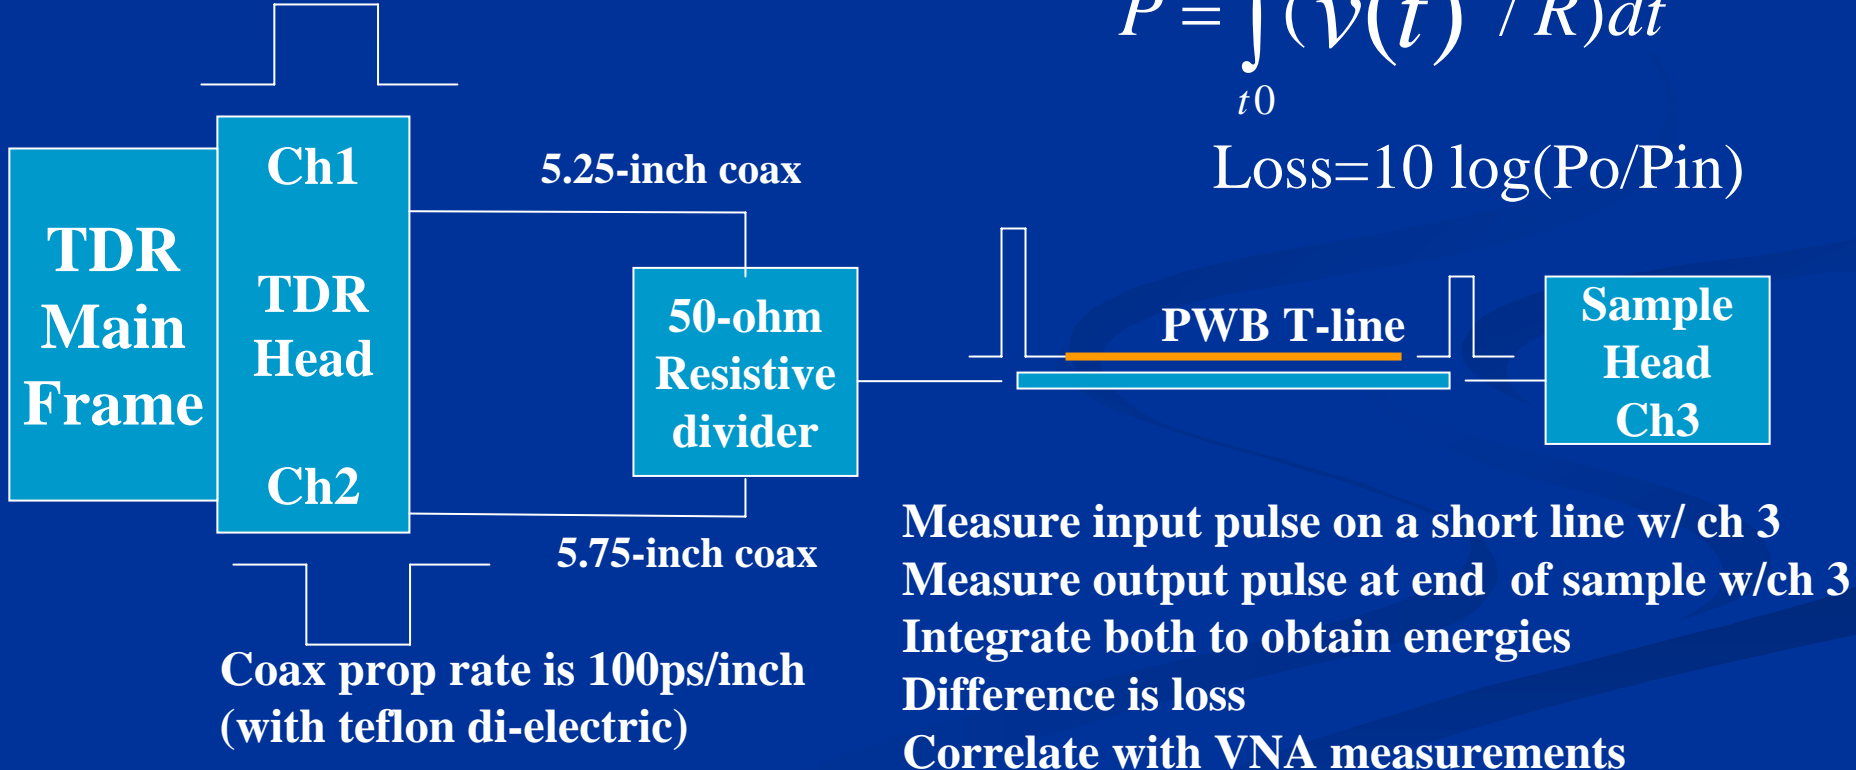 P = ∫ ( v(t) / R)dt
t0
Loss=10 log(Po/Pin)
TDR
Main
Frame
Ch1
TDR
Head
Ch2
5.25-inch coax
5.75-inch coax
50-ohm
Resistive
divider
PWB T-line
Sample
Head
Ch3
Coax prop rate is 100ps/inch
(with teflon di-electric)
Measure input pulse on a short line w/ ch 3
Measure output pulse at end of sample w/ch 3
Integrate both to obtain energies
Difference is loss
Correlate with VNA measurements